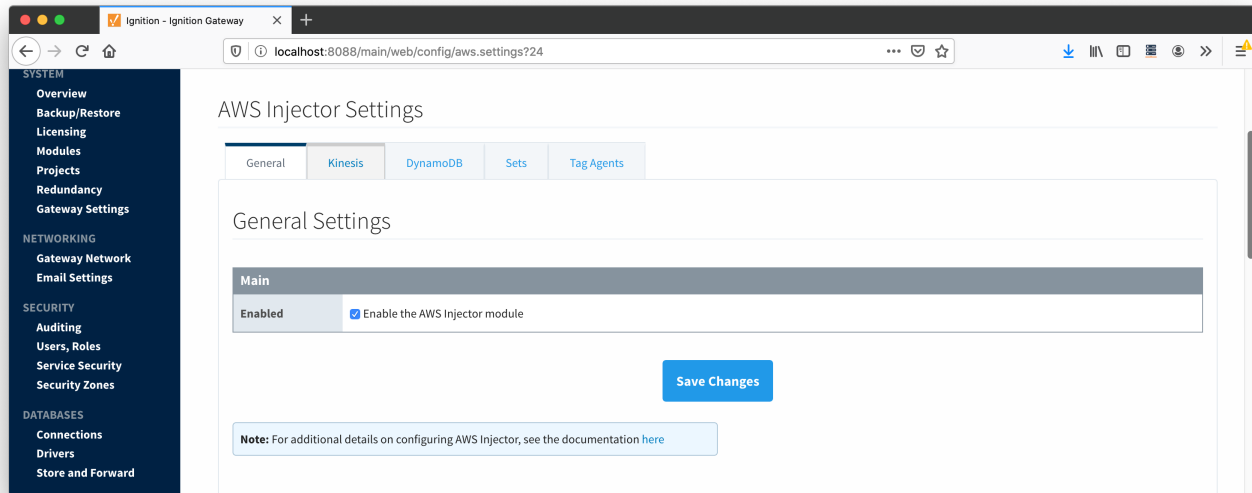 Ignition - Ignition Gateway
localhost:8088/main/web/config/aws.settings?24
SYSTEM
Overview
Backup/Restore
Licensing
Modules
Projects
Redundancy
Gateway Settings
NETWORKING
Gateway Network
Email Settings
SECURITY
Auditing
Users, Roles
Service Security
Security Zones
DATABASES
Connections
Drivers
Store and Forward
AWS Injector Settings
General Kinesis DynamoDB Sets Tag Agents
General Settings
Main
Enabled Enable the AWS Injector module
Save Changes
Note: For additional details on configuring AWS Injector, see the documentation here